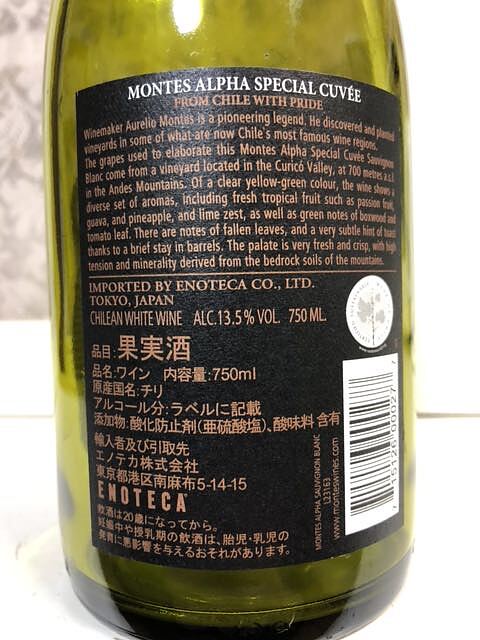 MONTES ALPHA SPECIAL CUVÉE
FROM CHILE WITH PRIDE
Winemaker Aurelio Montes is a pioneering legend. He discovered and planted
vineyards in some of what are now Chile's most famous wine regions.
The grapes used to elaborate this Montes Alpha Special Cuvée Sauvignon
Blanc come from a vineyard located in the Curicó Valley, at 700 metres a.s.l.
in the Andes Mountains. Of a clear yellow-green colour, the wine shows a
diverse set of aromas, including fresh tropical fruit such as passion fruit,
guava, and pineapple, and lime zest, as well as green notes of boxwood and
tomato leaf. There are notes of fallen leaves, and a very subtle hint of toast
thanks to a brief stay in barrels. The palate is very fresh and crisp, with high
tension and minerality derived from the bedrock soils of the mountains.
IMPORTED BY ENOTECA CO., LTD.
TOKYO, JAPAN
CHILEAN WHITE WINE ALC.13.5% VOL. 750 ML.
品目:果実酒
品名:ワイン 内容量:750ml
原産国名:チリ
アルコール分:ラベルに記載
添加物:酸化防止剤(亜硫酸塩)、酸味料 含有
輸入者及び引取先
エノテカ株式会社
東京都港区南麻布5-14-15
ENOTECA
飲酒は20歳になってから。
妊娠中や授乳期の飲酒は、胎児・乳児の
発育に悪影響を与えるおそれがあります。
MONTES ALPHA SAUVIGNON BLANC
L23163
www.monteswines.com
7 15126 00027 7